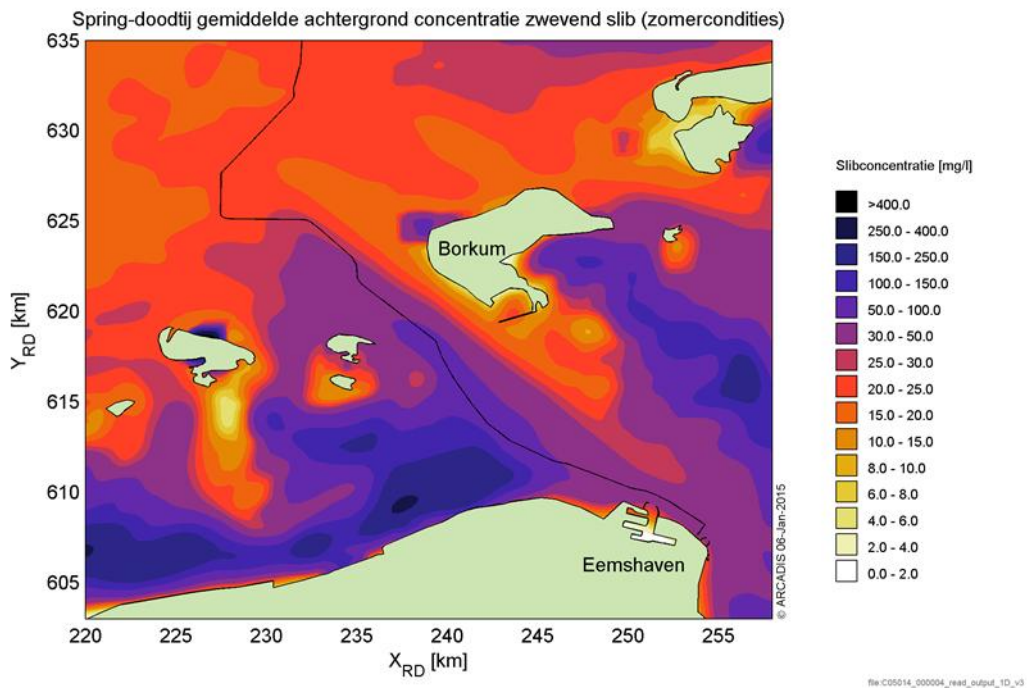 Spring-doodtij gemiddelde achtergrond concentratie zwevend slib (zomercondities)
635
630
625
620
615
610
605
Y_RD [km]
220
225
230
235
240
245
250
255
X_RD [km]
Borkum
Eemshaven
© ARCADIS 06-Jan-2015
Slibconcentratie [mg/l]
>400.0
250.0 - 400.0
150.0 - 250.0
100.0 - 150.0
50.0 - 100.0
30.0 - 50.0
25.0 - 30.0
20.0 - 25.0
15.0 - 20.0
10.0 - 15.0
8.0 - 10.0
6.0 - 8.0
4.0 - 6.0
2.0 - 4.0
0.0 - 2.0
file:C05014_000004_read_output_1D_v3